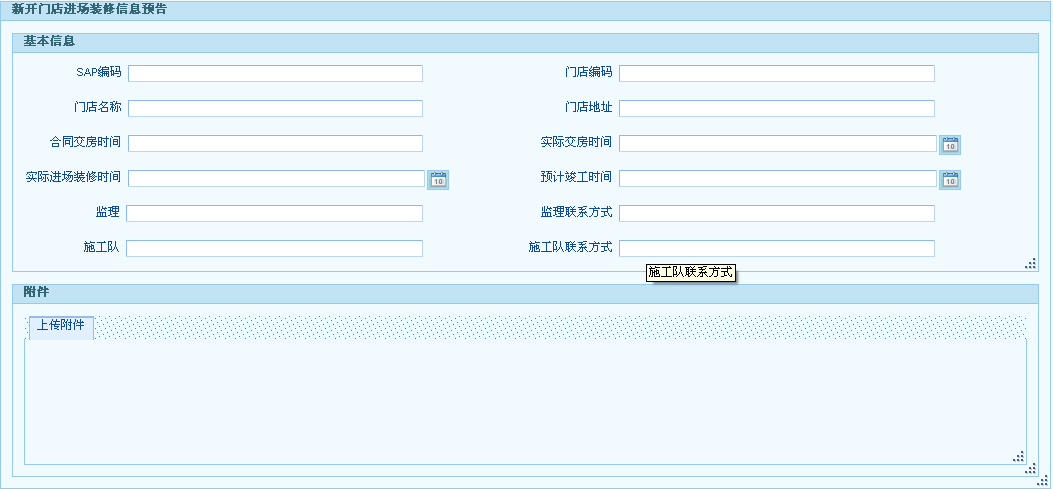 新开门店进场装修信息预告
基本信息
SAP编码 门店编码
门店名称 门店地址
合同交房时间 实际交房时间 10
实际进场装修时间 10 预计竣工时间 10
监理 监理联系方式
施工队 施工队联系方式
施工队联系方式
附件
上传附件